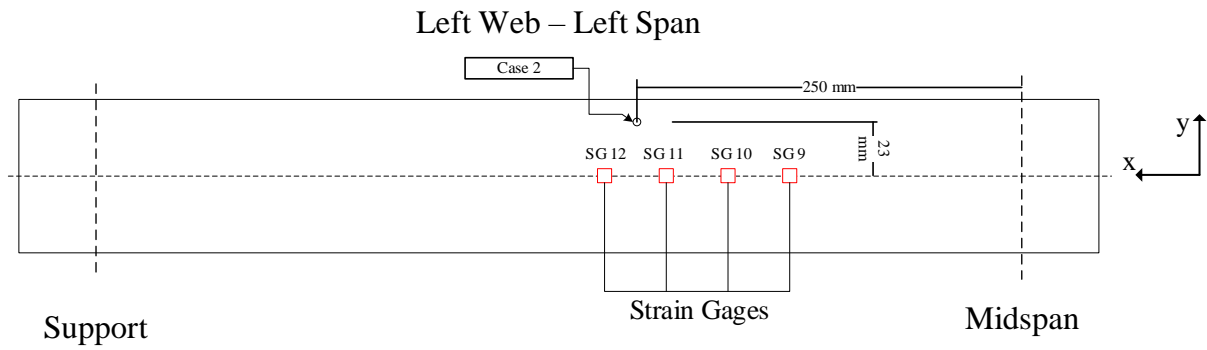 Left Web – Left Span
Case 2
250 mm
23
mm
y
x
SG 12 SG 11 SG 10 SG 9
Strain Gages
Support
Midspan